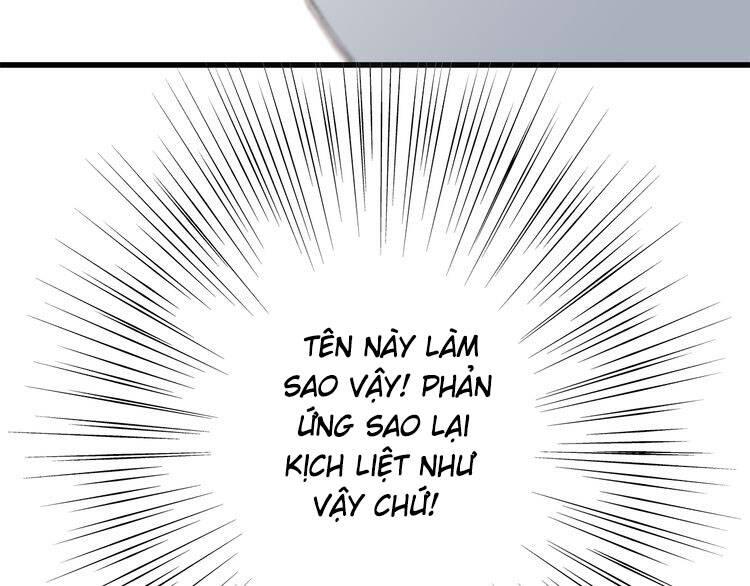 TÊN NÀY LÀM
SAO VẬY! PHẢN
ỨNG SAO LẠI
KỊCH LIỆT NHƯ
VẬY CHỨ!